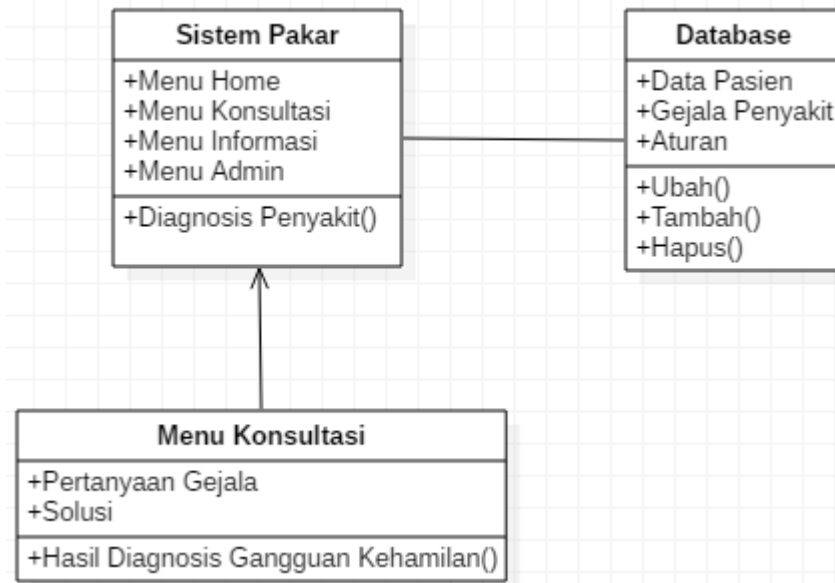 Sistem Pakar
+Menu Home
+Menu Konsultasi
+Menu Informasi
+Menu Admin
+Diagnosis Penyakit()
Database
+Data Pasien
+Gejala Penyakit
+Aturan
+Ubah()
+Tambah()
+Hapus()
Menu Konsultasi
+Pertanyaan Gejala
+Solusi
+Hasil Diagnosis Gangguan Kehamilan()